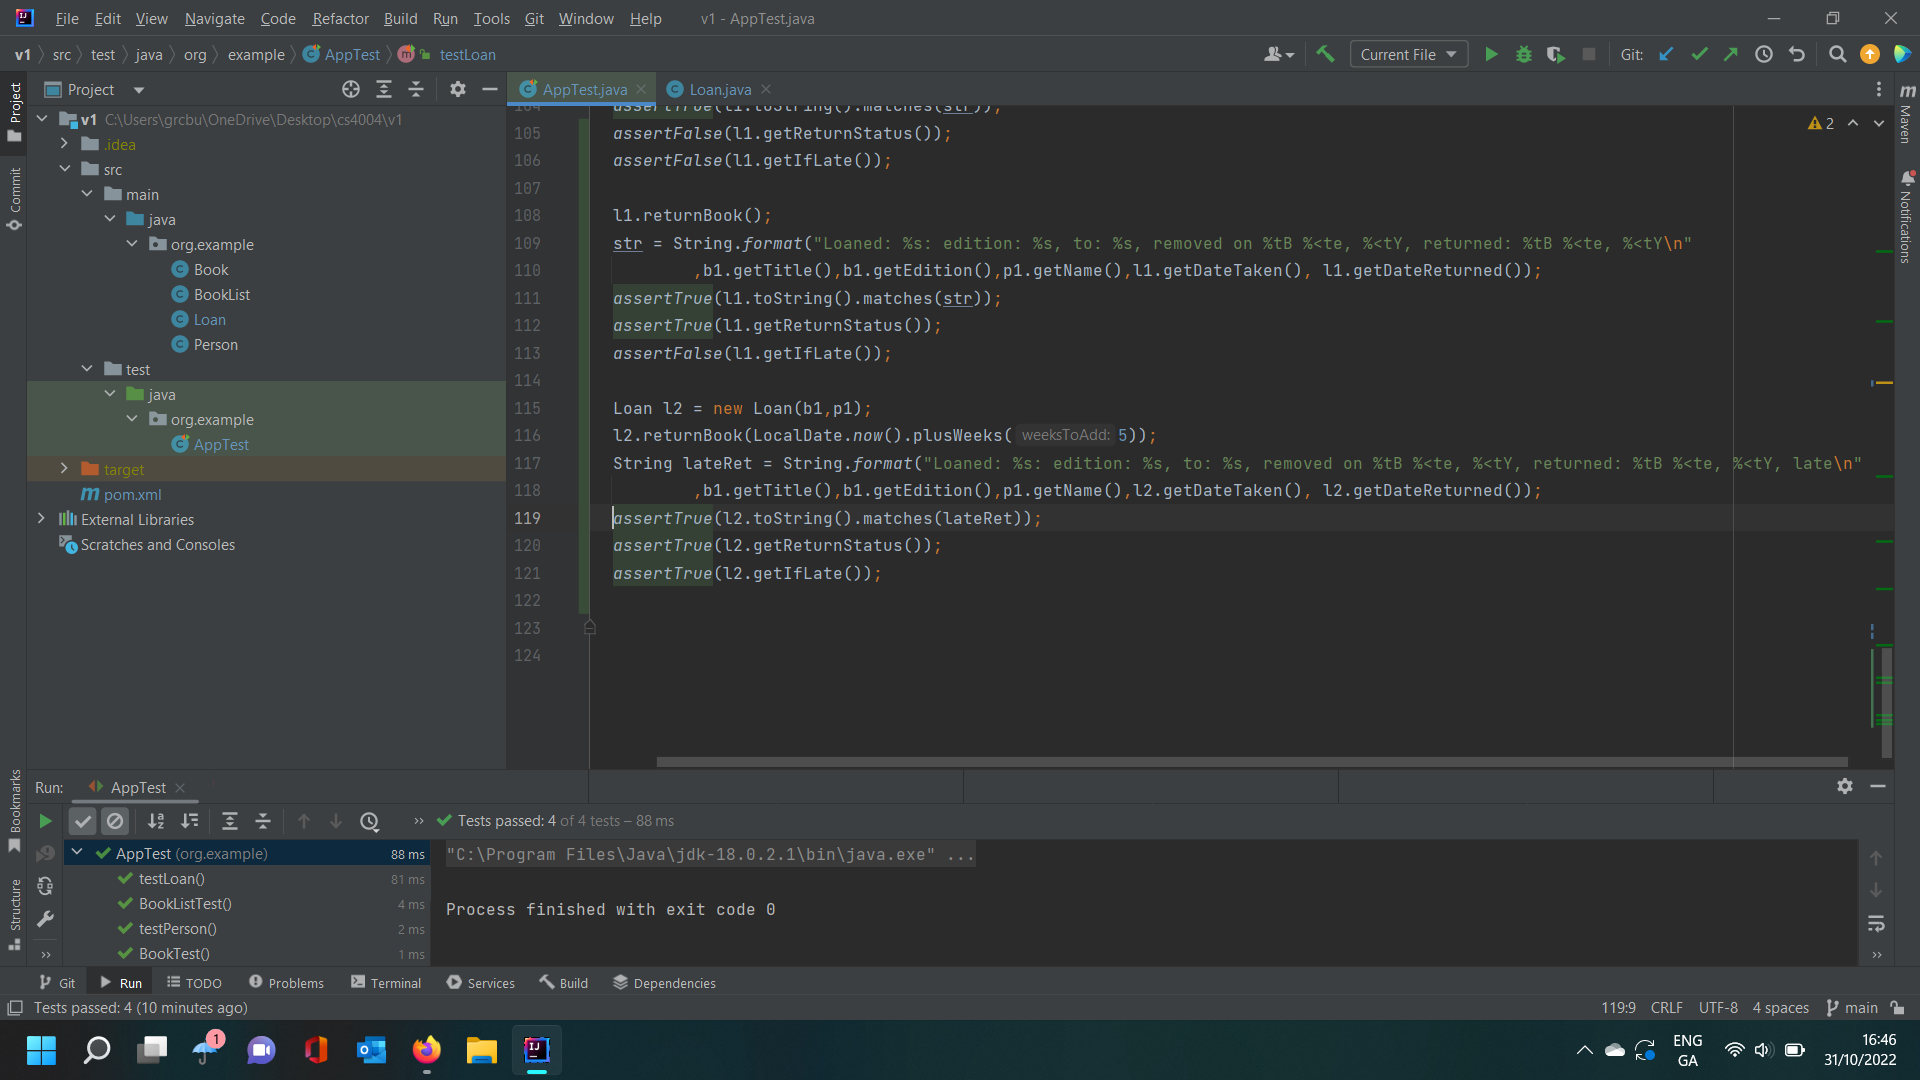 File Edit View Navigate Code Refactor Build Run Tools Git Window Help v1 - AppTest.java
v1 src test java org example AppTest testLoan Current File Git:
Project
AppTest.java Loan.java
v1 C:\Users\grcbu\OneDrive\Desktop\cs4004\v1
.idea
src
main
java
org.example
Book
BookList
Loan
Person
test
java
org.example
AppTest
target
pom.xml
External Libraries
Scratches and Consoles
Project
Commit
Bookmarks
Structure
Maven
Notifications
2
104 assertTrue(l1.toString().matches(str));
105 assertFalse(l1.getReturnStatus());
106 assertFalse(l1.getIfLate());
107
108 l1.returnBook();
109 str = String.format("Loaned: %s: edition: %s, to: %s, removed on %tB %<te, %<tY, returned: %tB %<te, %<tY\n"
110 ,b1.getTitle(),b1.getEdition(),p1.getName(),l1.getDateTaken(), l1.getDateReturned());
111 assertTrue(l1.toString().matches(str));
112 assertTrue(l1.getReturnStatus());
113 assertFalse(l1.getIfLate());
114
115 Loan l2 = new Loan(b1,p1);
116 l2.returnBook(LocalDate.now().plusWeeks( weeksToAdd: 5));
117 String lateRet = String.format("Loaned: %s: edition: %s, to: %s, removed on %tB %<te, %<tY, returned: %tB %<te, %<tY, late\n"
118 ,b1.getTitle(),b1.getEdition(),p1.getName(),l2.getDateTaken(), l2.getDateReturned());
119 assertTrue(l2.toString().matches(lateRet));
120 assertTrue(l2.getReturnStatus());
121 assertTrue(l2.getIfLate());
122
123
124
Run: AppTest
Tests passed: 4 of 4 tests – 88 ms
AppTest (org.example) 88 ms
testLoan() 81 ms
BookListTest() 4 ms
testPerson() 2 ms
BookTest() 1 ms
"C:\Program Files\Java\jdk-18.0.2.1\bin\java.exe" ...
Process finished with exit code 0
Git Run TODO Problems Terminal Services Build Dependencies
Tests passed: 4 (10 minutes ago) 119:9 CRLF UTF-8 4 spaces main
1
ENG
GA
16:46
31/10/2022